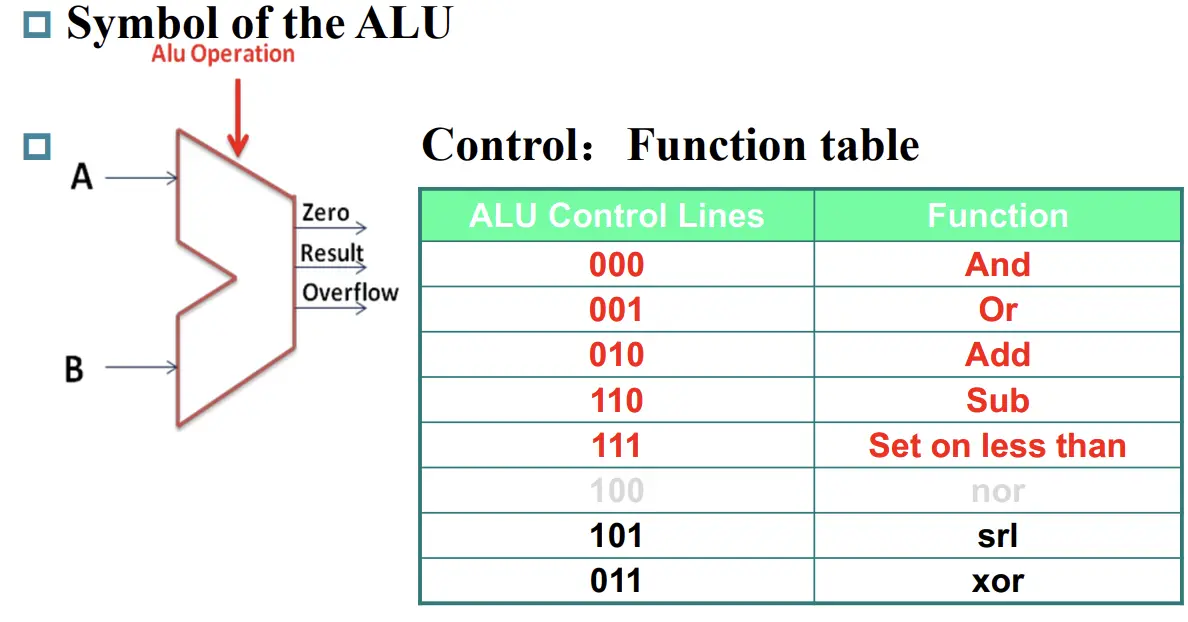 Symbol of the ALU
Alu Operation
A
B
Zero
Result
Overflow
Control： Function table
ALU Control Lines Function
000 And
001 Or
010 Add
110 Sub
111 Set on less than
100 nor
101 srl
011 xor